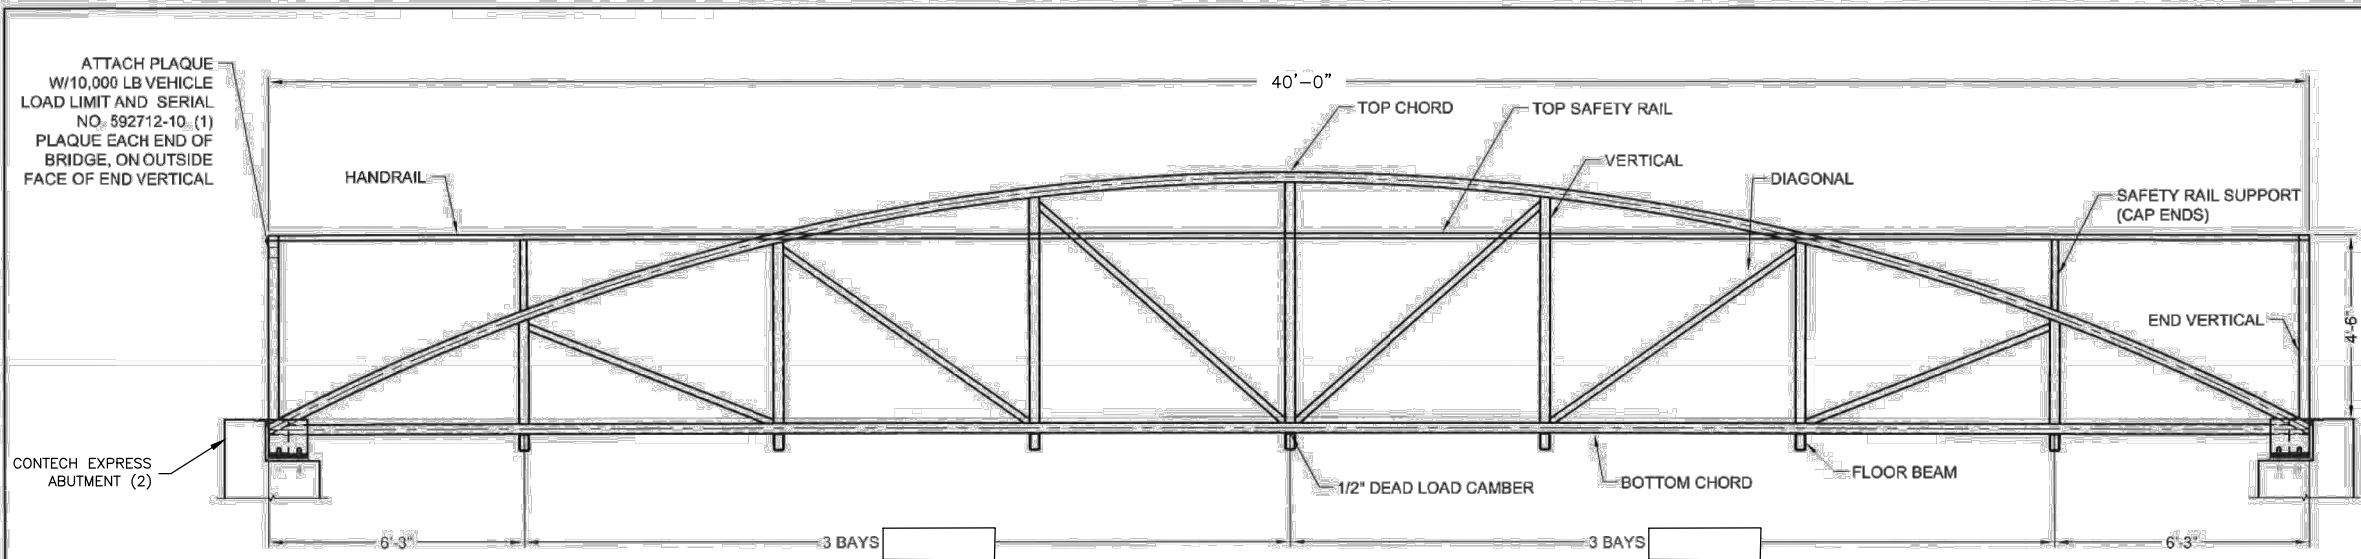 ATTACH PLAQUE
W/10,000 LB VEHICLE
LOAD LIMIT AND SERIAL
NO. 592712-10 (1)
PLAQUE EACH END OF
BRIDGE, ON OUTSIDE
FACE OF END VERTICAL
40'-0"
TOP CHORD
TOP SAFETY RAIL
HANDRAIL
VERTICAL
DIAGONAL
SAFETY RAIL SUPPORT
(CAP ENDS)
END VERTICAL
4'-6"
CONTECH EXPRESS
ABUTMENT (2)
1/2" DEAD LOAD CAMBER
BOTTOM CHORD
FLOOR BEAM
6'-3"
3 BAYS
3 BAYS
6'-3"